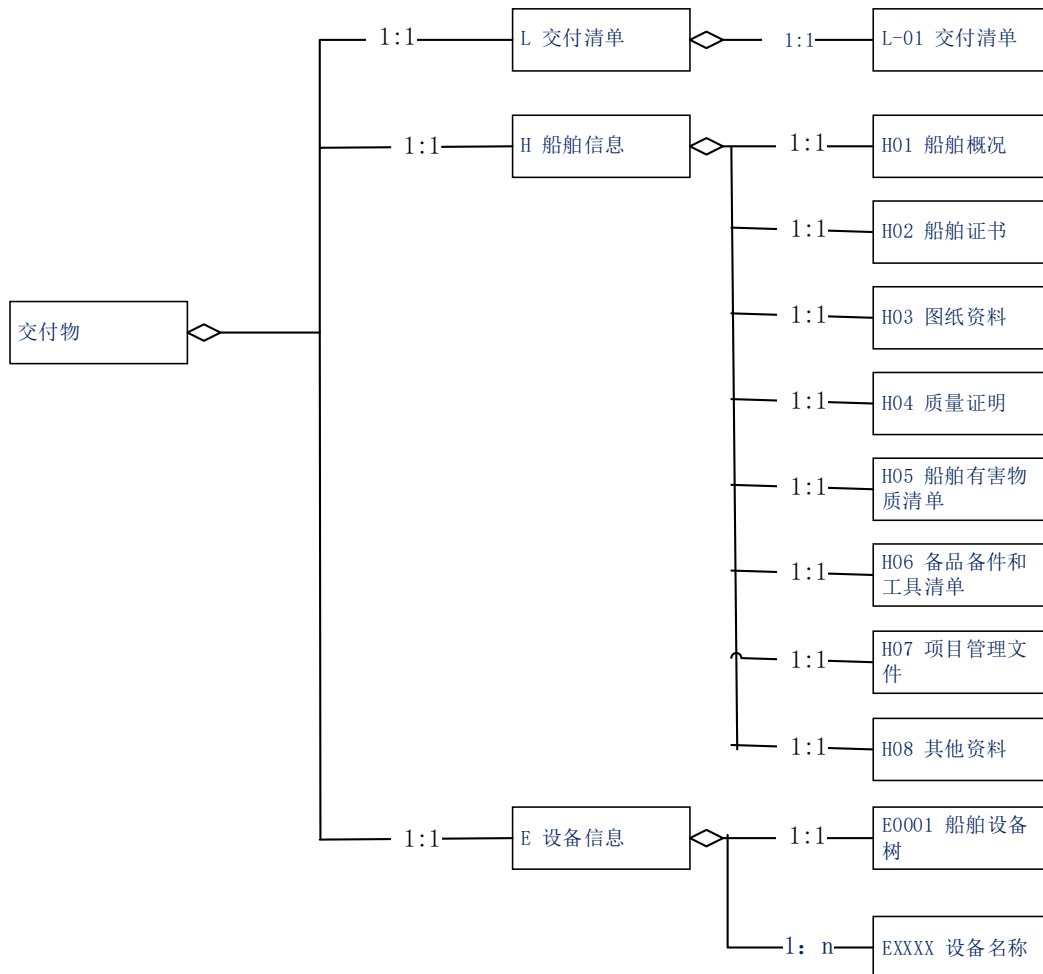 1:1
L 交付清单
1:1
L-01 交付清单
1:1
H 船舶信息
1:1
H01 船舶概况
1:1
H02 船舶证书
1:1
H03 图纸资料
交付物
1:1
H04 质量证明
1:1
H05 船舶有害物
质清单
1:1
H06 备品备件和
工具清单
1:1
H07 项目管理文
件
1:1
H08 其他资料
1:1
E 设备信息
1:1
E0001 船舶设备
树
1: n
EXXXX 设备名称